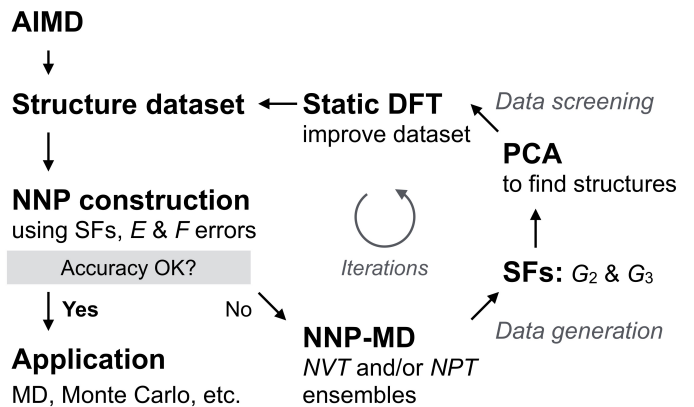 AIMD
Structure dataset
Static DFT
improve dataset
Data screening
PCA
to find structures
NNP construction
using SFs, E & F errors
Accuracy OK?
Iterations
SFs: G2 & G3
Yes
No
Data generation
NNP-MD
NVT and/or NPT
ensembles
Application
MD, Monte Carlo, etc.